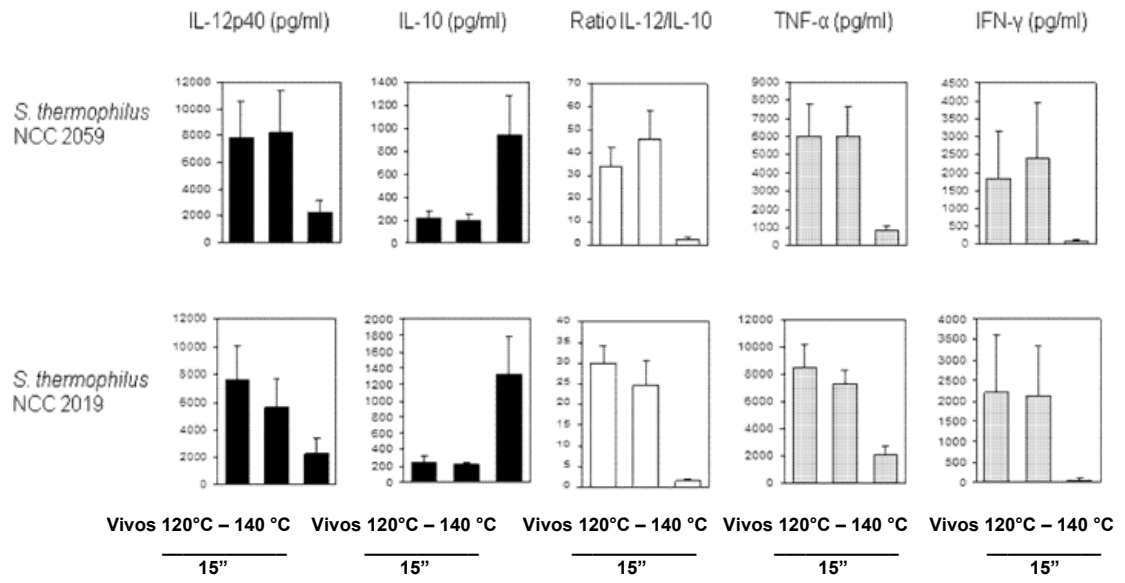 IL-12p40 (pg/ml) IL-10 (pg/ml) Ratio IL-12/IL-10 TNF-α (pg/ml) IFN-γ (pg/ml)
S. thermophilus
NCC 2059
12000 10000 8000 6000 4000 2000 0
1400 1200 1000 800 600 400 200 0
70 60 50 40 30 20 10 0
9000 8000 7000 6000 5000 4000 3000 2000 1000 0
4500 4000 3500 3000 2500 2000 1500 1000 500 0
S. thermophilus
NCC 2019
12000 10000 8000 6000 4000 2000 0
2000 1800 1600 1400 1200 1000 800 600 400 200 0
40 35 30 25 20 15 10 5 0
12000 10000 8000 6000 4000 2000 0
4000 3500 3000 2500 2000 1500 1000 500 0
Vivos 120°C – 140 °C Vivos 120°C – 140 °C Vivos 120°C – 140 °C Vivos 120°C – 140 °C Vivos 120°C – 140 °C
15” 15” 15” 15” 15”